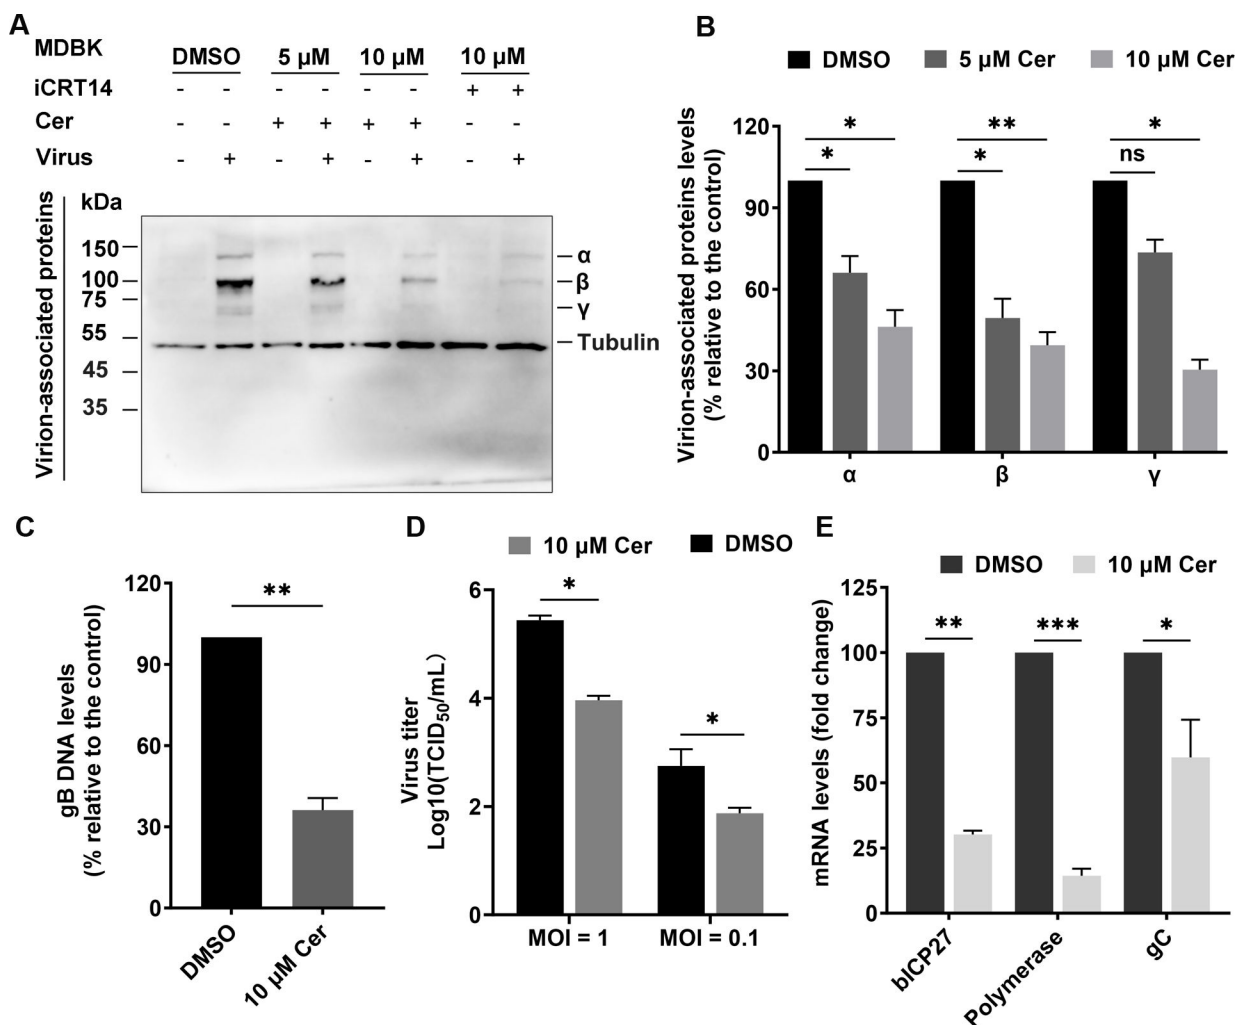 A
MDBK
DMSO 5 µM 10 µM 10 µM
iCRT14 - - - - - - + +
Cer - - + + + + - -
Virus - + - + - + - +
Virion-associated proteins
kDa
150
100
75
55
45
35
α
β
γ
Tubulin
B
DMSO 5 µM Cer 10 µM Cer
Virion-associated proteins levels
(% relative to the control)
120
90
60
30
0
* * * ** ns *
α β γ
C
gB DNA levels
(% relative to the control)
120
90
60
30
0
**
DMSO
10 µM Cer
D
10 µM Cer DMSO
Virus titer
Log10(TCID50/mL)
6
4
2
0
* *
MOI = 1 MOI = 0.1
E
DMSO 10 µM Cer
mRNA levels (fold change)
125
100
75
50
25
0
** *** *
bICP27
Polymerase
gC